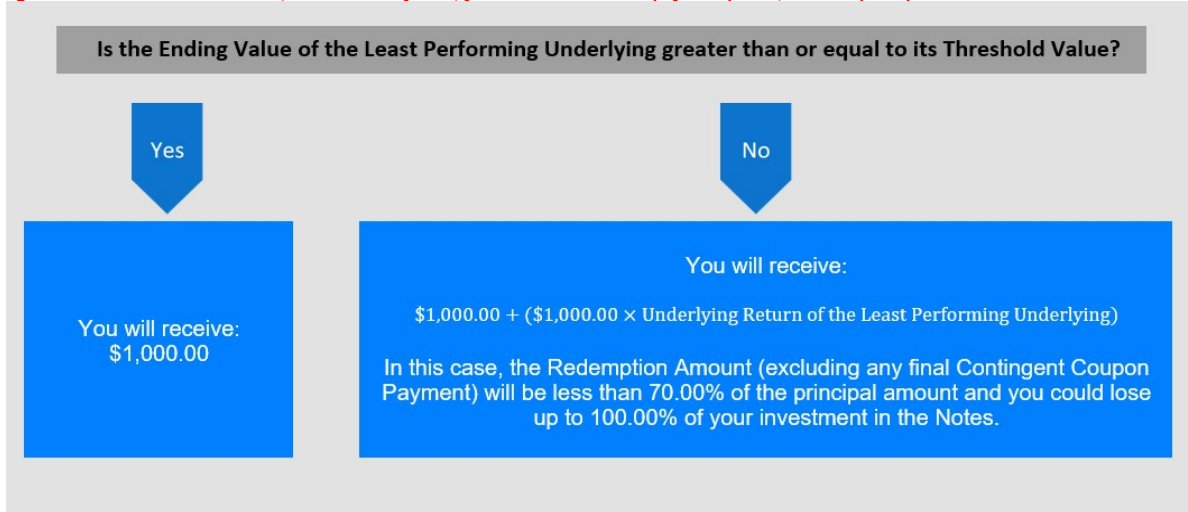 Is the Ending Value of the Least Performing Underlying greater than or equal to its Threshold Value?
Yes
No
You will receive:
$1,000.00
You will receive:
$1,000.00 + ($1,000.00 × Underlying Return of the Least Performing Underlying)
In this case, the Redemption Amount (excluding any final Contingent Coupon
Payment) will be less than 70.00% of the principal amount and you could lose
up to 100.00% of your investment in the Notes.